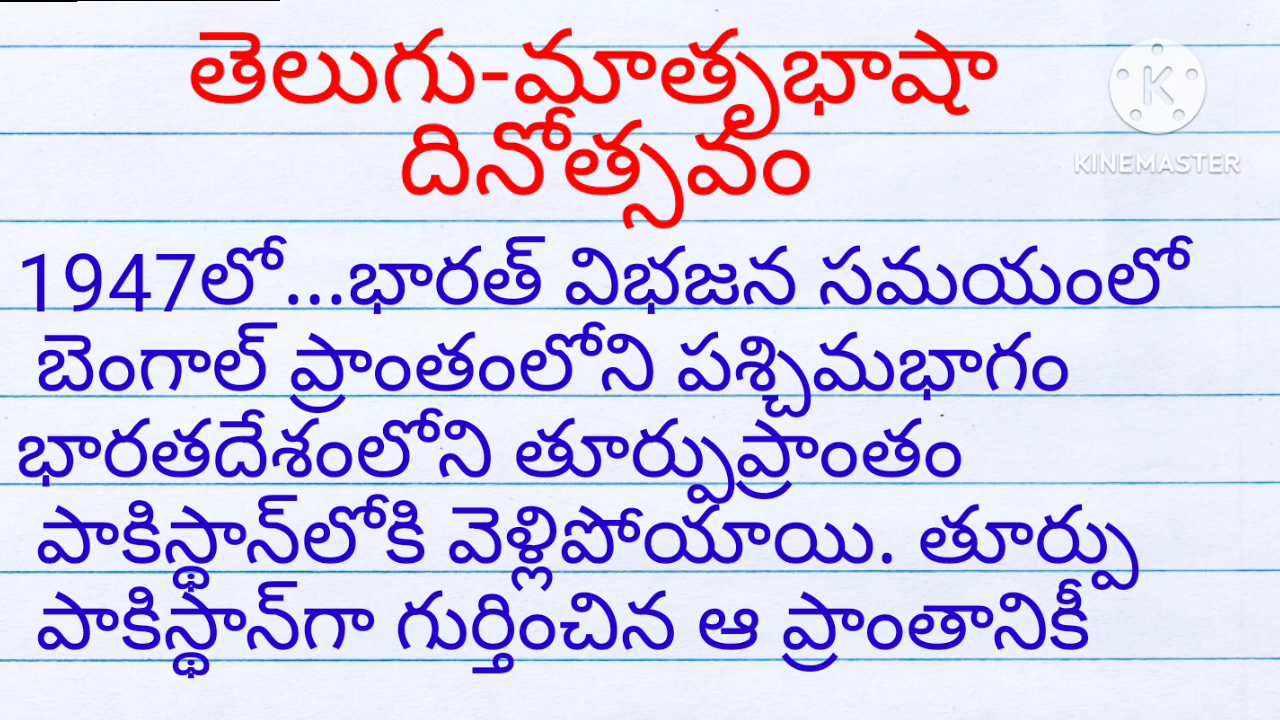 తెలుగు-మాతృభాషా
దినోత్సవం
KINEMASTER
1947లో...భారత్ విభజన సమయంలో
బెంగాల్ ప్రాంతంలోని పశ్చిమభాగం
భారతదేశంలోని తూర్పుప్రాంతం
పాకిస్థాన్‌లోకి వెళ్లిపోయాయి. తూర్పు
పాకిస్థాన్‌గా గుర్తించిన ఆ ప్రాంతానికీ